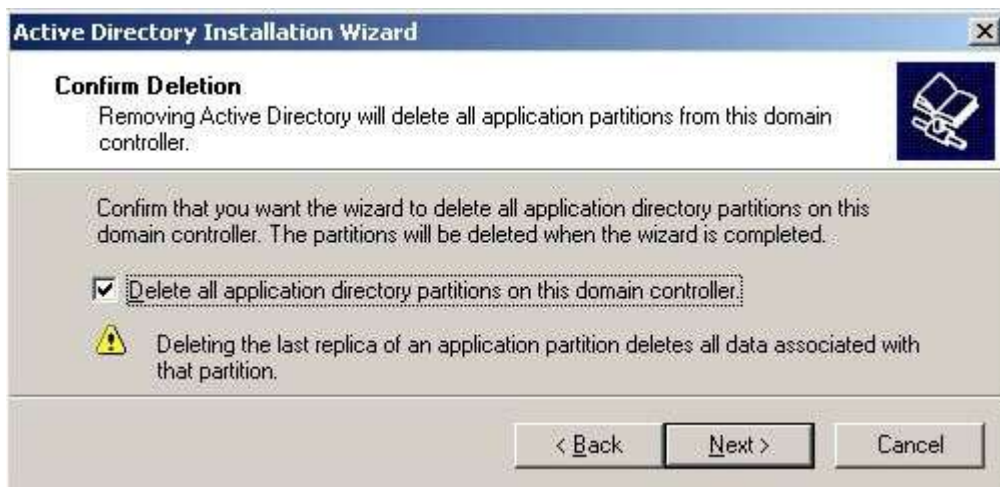 Active Directory Installation Wizard
Confirm Deletion
Removing Active Directory will delete all application partitions from this domain
controller.
Confirm that you want the wizard to delete all application directory partitions on this
domain controller. The partitions will be deleted when the wizard is completed.
Delete all application directory partitions on this domain controller.
Deleting the last replica of an application partition deletes all data associated with
that partition.
< Back Next > Cancel